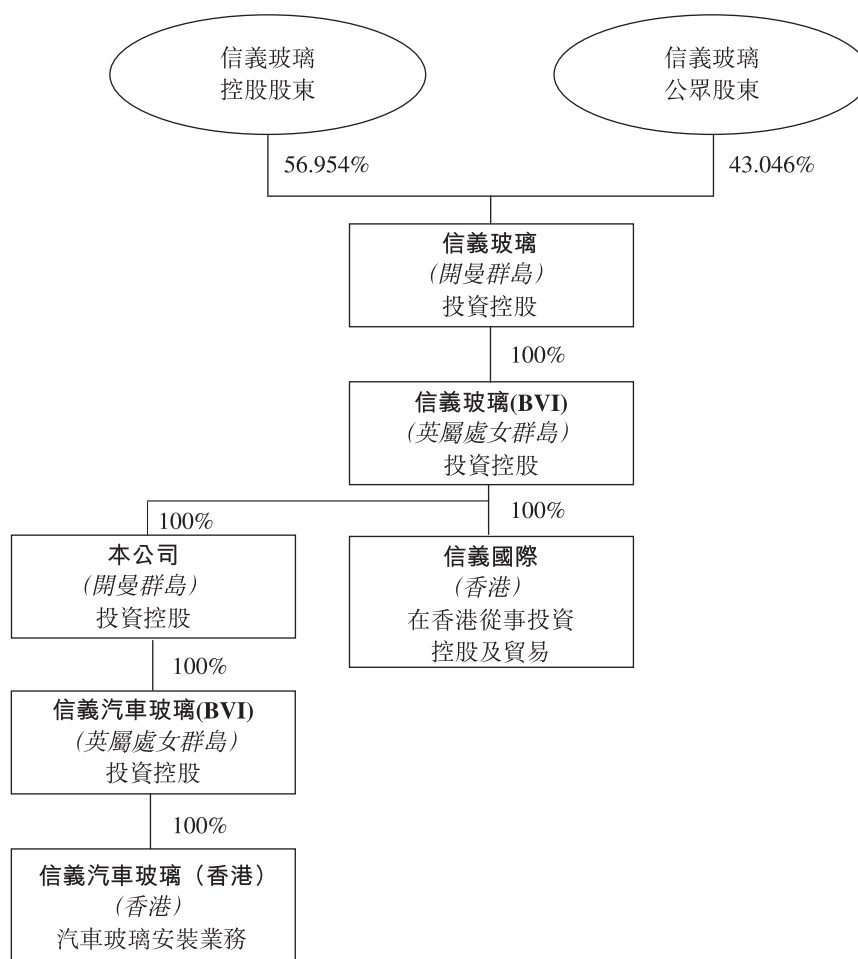 信義玻璃
控股股東
信義玻璃
公眾股東
56.954%
43.046%
信義玻璃
(開曼群島)
投資控股
100%
信義玻璃(BVI)
(英屬處女群島)
投資控股
100%
100%
本公司
(開曼群島)
投資控股
信義國際
(香港)
在香港從事投資
控股及貿易
100%
信義汽車玻璃(BVI)
(英屬處女群島)
投資控股
100%
信義汽車玻璃（香港）
(香港)
汽車玻璃安裝業務